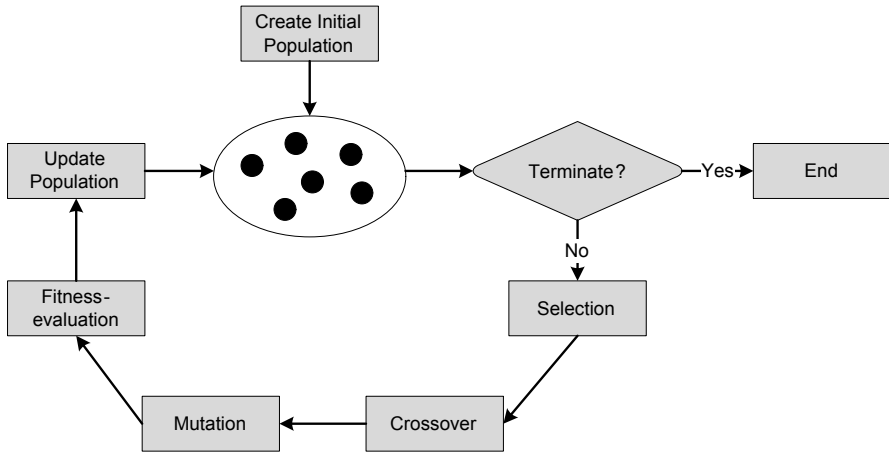 Create Initial
Population
Update
Population
Terminate?
Yes
End
No
Fitness-
evaluation
Selection
Mutation
Crossover